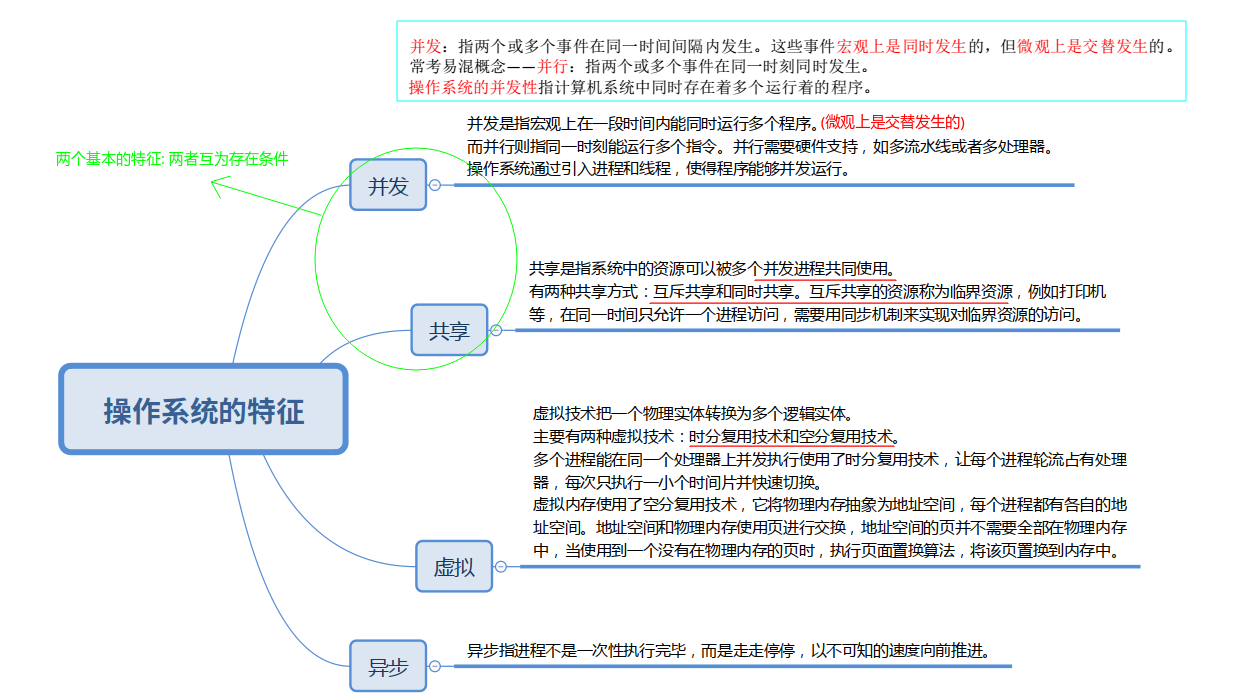 并发：指两个或多个事件在同一时间间隔内发生。这些事件宏观上是同时发生的，但微观上是交替发生的。
常考易混概念——并行：指两个或多个事件在同一时刻同时发生。
操作系统的并发性指计算机系统中同时存在着多个运行着的程序。
并发是指宏观上在一段时间内能同时运行多个程序。(微观上是交替发生的)
而并行则指同一时刻能运行多个指令。并行需要硬件支持，如多流水线或者多处理器。
操作系统通过引入进程和线程，使得程序能够并发运行。
两个基本的特征: 两者互为存在条件
并发
共享是指系统中的资源可以被多个并发进程共同使用。
有两种共享方式：互斥共享和同时共享。互斥共享的资源称为临界资源，例如打印机
等，在同一时间只允许一个进程访问，需要用同步机制来实现对临界资源的访问。
共享
操作系统的特征
虚拟技术把一个物理实体转换为多个逻辑实体。
主要有两种虚拟技术：时分复用技术和空分复用技术。
多个进程能在同一个处理器上并发执行使用了时分复用技术，让每个进程轮流占有处理
器，每次只执行一小个时间片并快速切换。
虚拟内存使用了空分复用技术，它将物理内存抽象为地址空间，每个进程都有各自的地
址空间。地址空间和物理内存使用页进行交换，地址空间的页并不需要全部在物理内存
中，当使用到一个没有在物理内存的页时，执行页面置换算法，将该页置换到内存中。
虚拟
异步指进程不是一次性执行完毕，而是走走停停，以不可知的速度向前推进。
异步